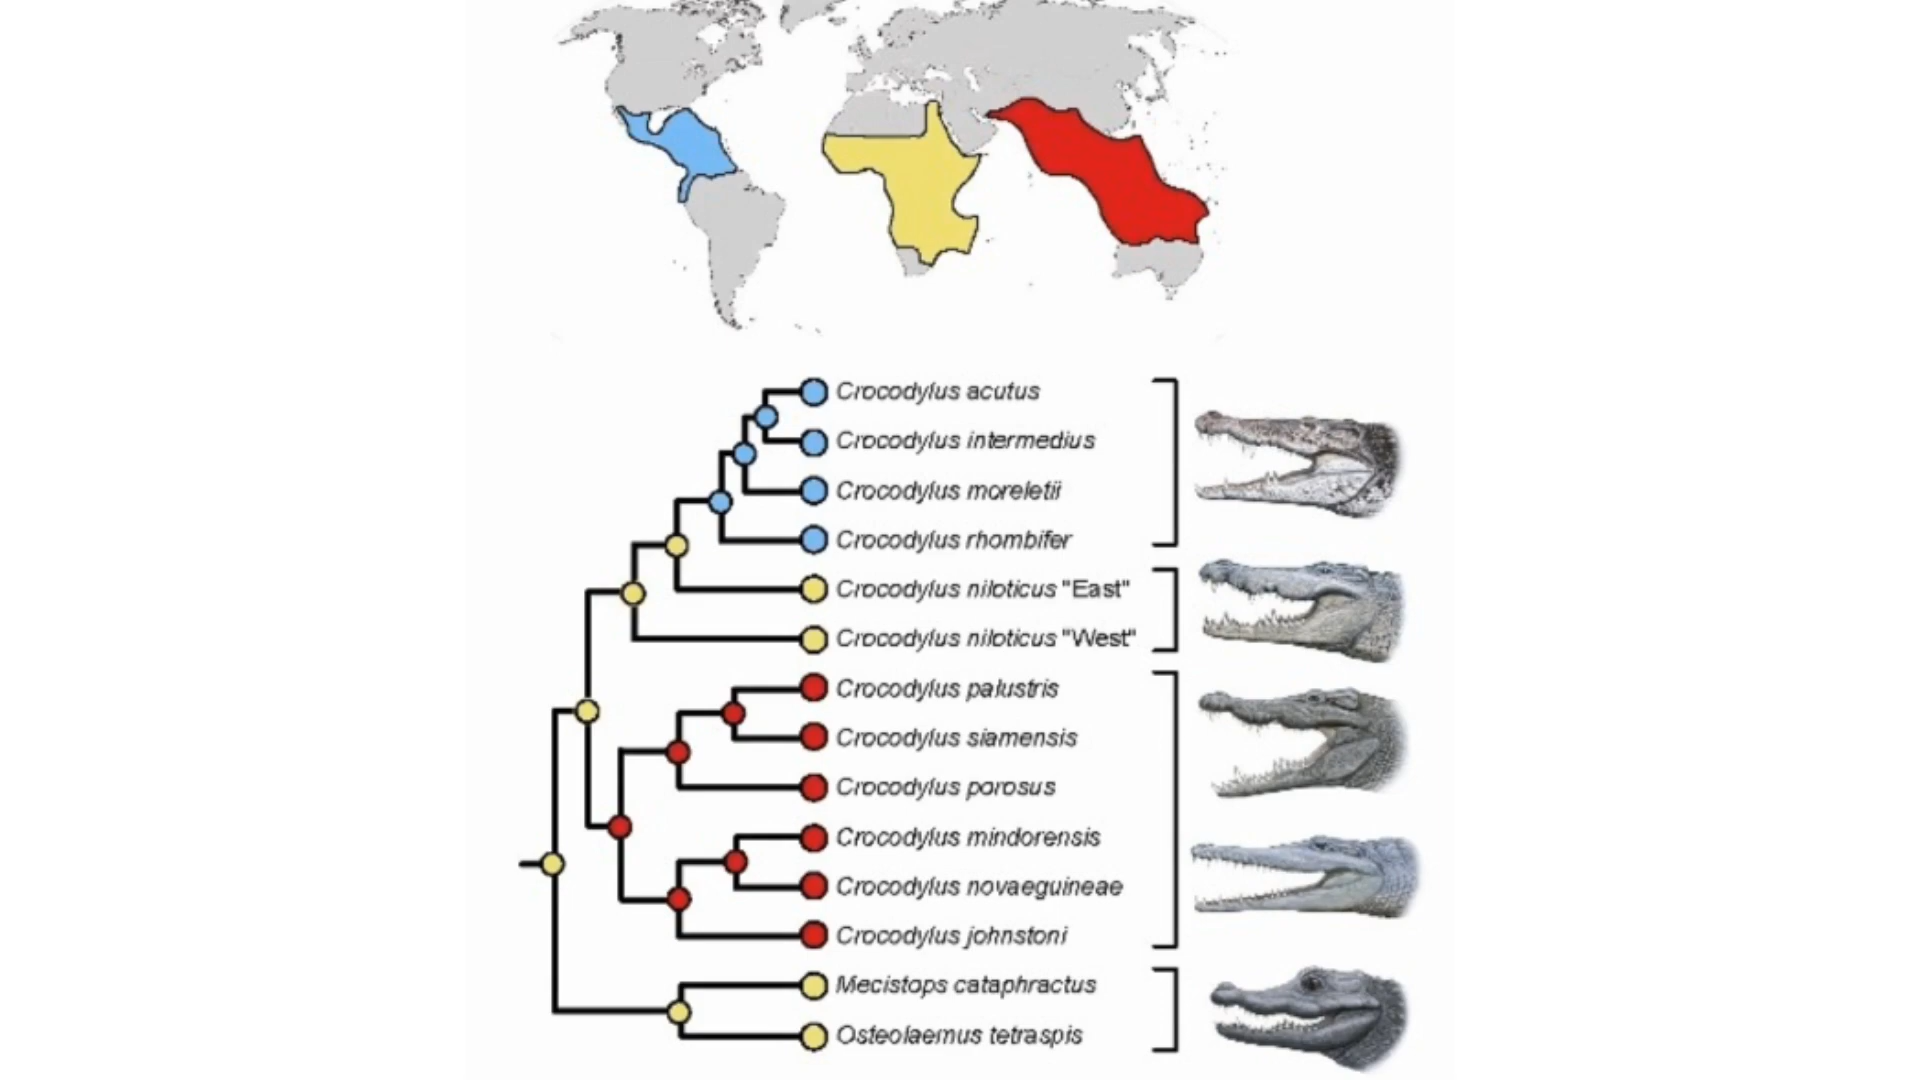 Crocodylus acutus
Crocodylus intermedius
Crocodylus moreletii
Crocodylus rhombifer
Crocodylus niloticus "East"
Crocodylus niloticus "West"
Crocodylus palustris
Crocodylus siamensis
Crocodylus porosus
Crocodylus mindorensis
Crocodylus novaeguineae
Crocodylus johnstoni
Mecistops cataphractus
Osteolaemus tetraspis